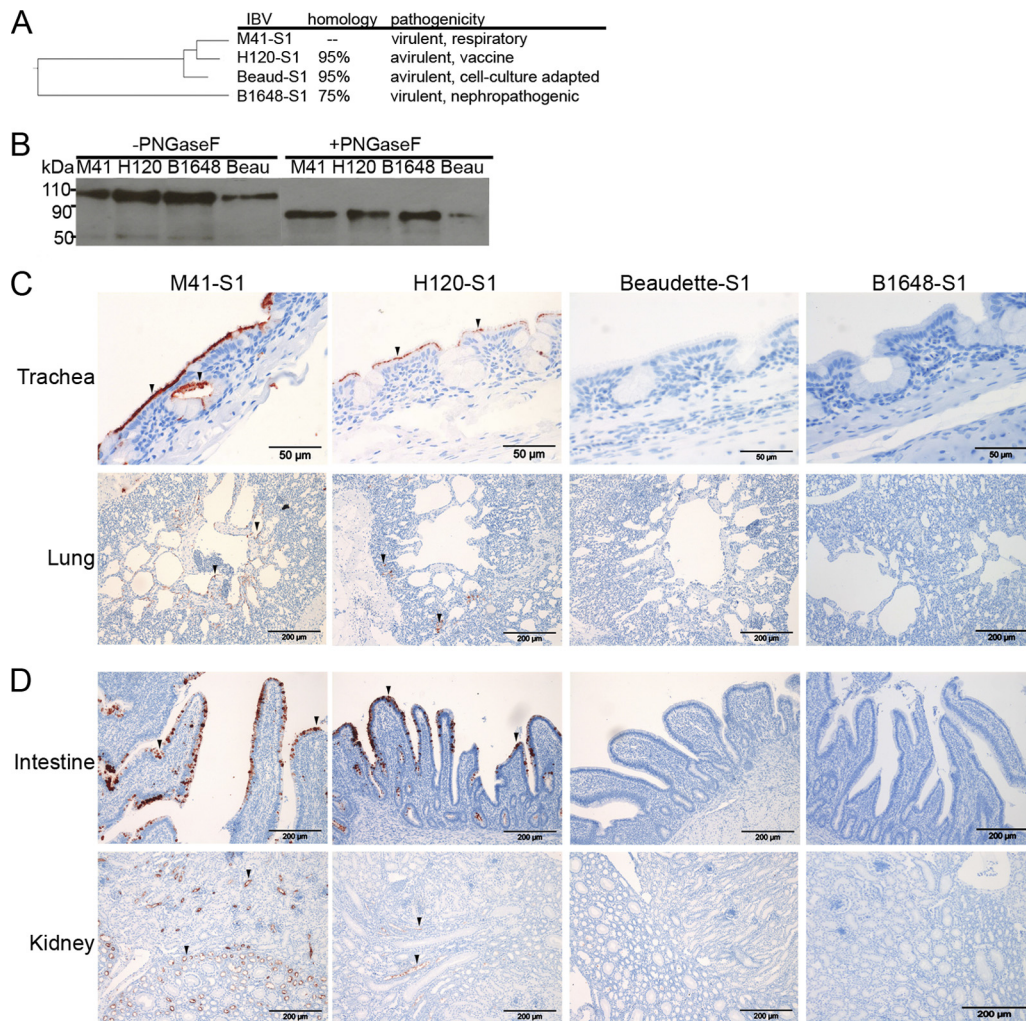 A
IBV homology pathogenicity
M41-S1 -- virulent, respiratory
H120-S1 95% avirulent, vaccine
Beaud-S1 95% avirulent, cell-culture adapted
B1648-S1 75% virulent, nephropathogenic
B
-PNGaseF +PNGaseF
kDa M41 H120 B1648 Beau M41 H120 B1648 Beau
110
90
50
C
M41-S1 H120-S1 Beaudette-S1 B1648-S1
Trachea
50 µm 50 µm 50 µm 50 µm
Lung
200 µm 200 µm 200 µm 200 µm
D
Intestine
200 µm 200 µm 200 µm 200 µm
Kidney
200 µm 200 µm 200 µm 200 µm